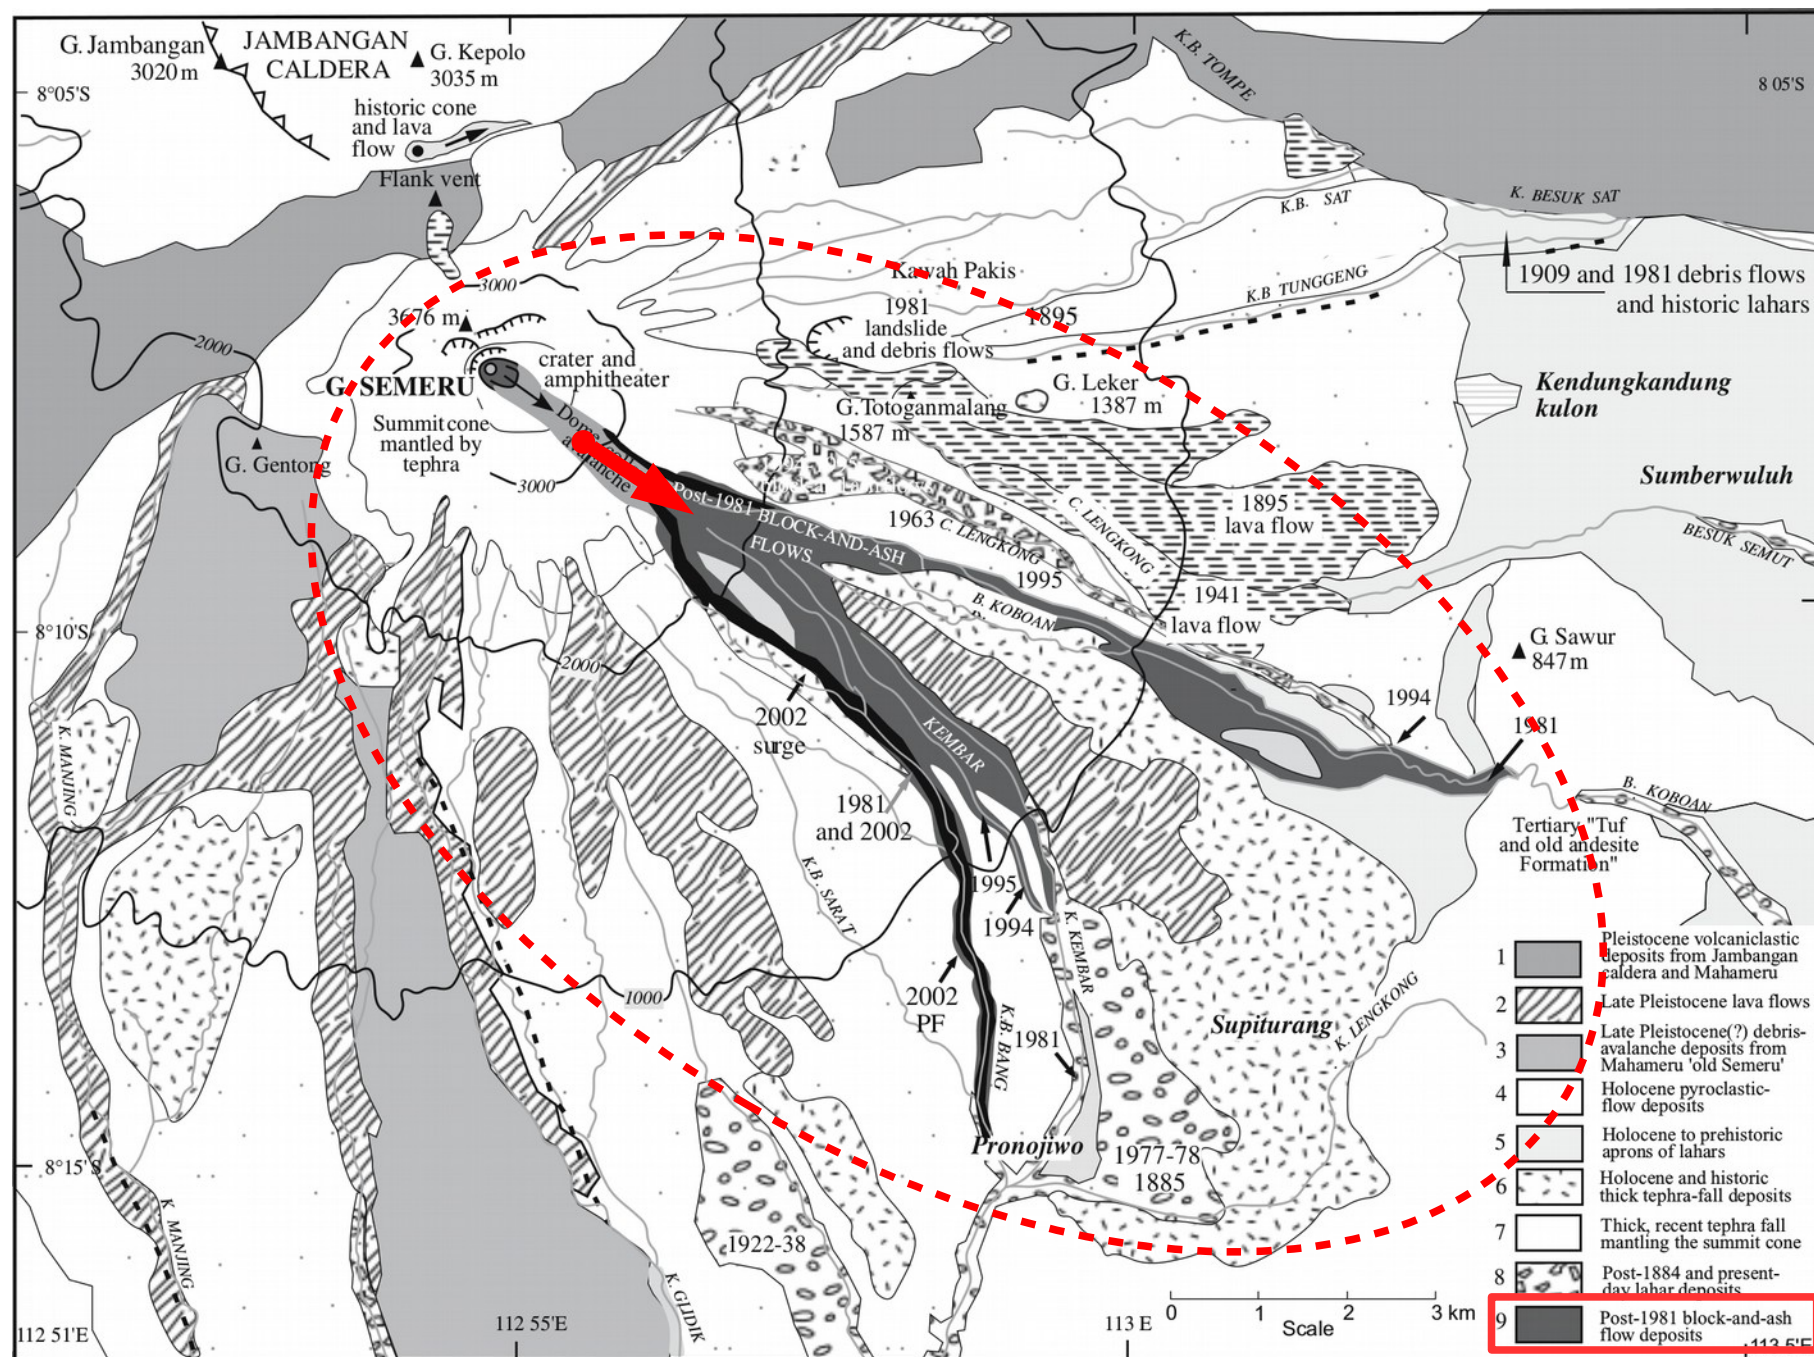 G. Jambangan
3020 m
JAMBANGAN
CALDERA
G. Kepolo
3035 m
8°05'S
8 05'S
historic cone
and lava
flow
Flank vent
K.B. TOMPE
K.B. SAT
K. BESUK SAT
K.B TUNGGENG
1909 and 1981 debris flows
and historic lahars
3000
3676 m
2000
Kawah Pakis
1981
landslide
and debris flows
1895
crater and
amphitheater
G. SEMERU
Summit cone
mantled by
tephra
G. Gentong
3000
G. Totoganmalang
1587 m
G. Leker
1387 m
Kendungkandung
kulon
Sumberwuluh
Post-1981 BLOCK-AND-ASH
FLOWS
1963
C. LENGKONG
C. LENGKONG
1995
1895
lava flow
BESUK SEMUT
B. KOBOAN
1941
lava flow
8°10'S
2000
G. Sawur
847 m
2002
surge
KEMBAR
1994
1981
K. MANJING
1981
and 2002
B. KOBOAN
Tertiary "Tuf
and old andesite
Formation"
K.B. SARAT
1995
1994
K. KEMBAR
1000
2002
PF
K.B. BANG
1981
Supiturang
K. LENGKONG
Pronojiwo
1977-78
1885
8°15' S
K MANJING
1922-38
K. GLIDIK
1 Pleistocene volcaniclastic
deposits from Jambangan
caldera and Mahameru
2 Late Pleistocene lava flows
3 Late Pleistocene(?) debris-
avalanche deposits from
Mahameru 'old Semeru'
4 Holocene pyroclastic-
flow deposits
5 Holocene to prehistoric
aprons of lahars
6 Holocene and historic
thick tephra-fall deposits
7 Thick, recent tephra fall
mantling the summit cone
8 Post-1884 and present-
day lahar deposits
9 Post-1981 block-and-ash
flow deposits
0 1 2 3 km
Scale
112 51'E
112 55'E
113 E
113 5'E